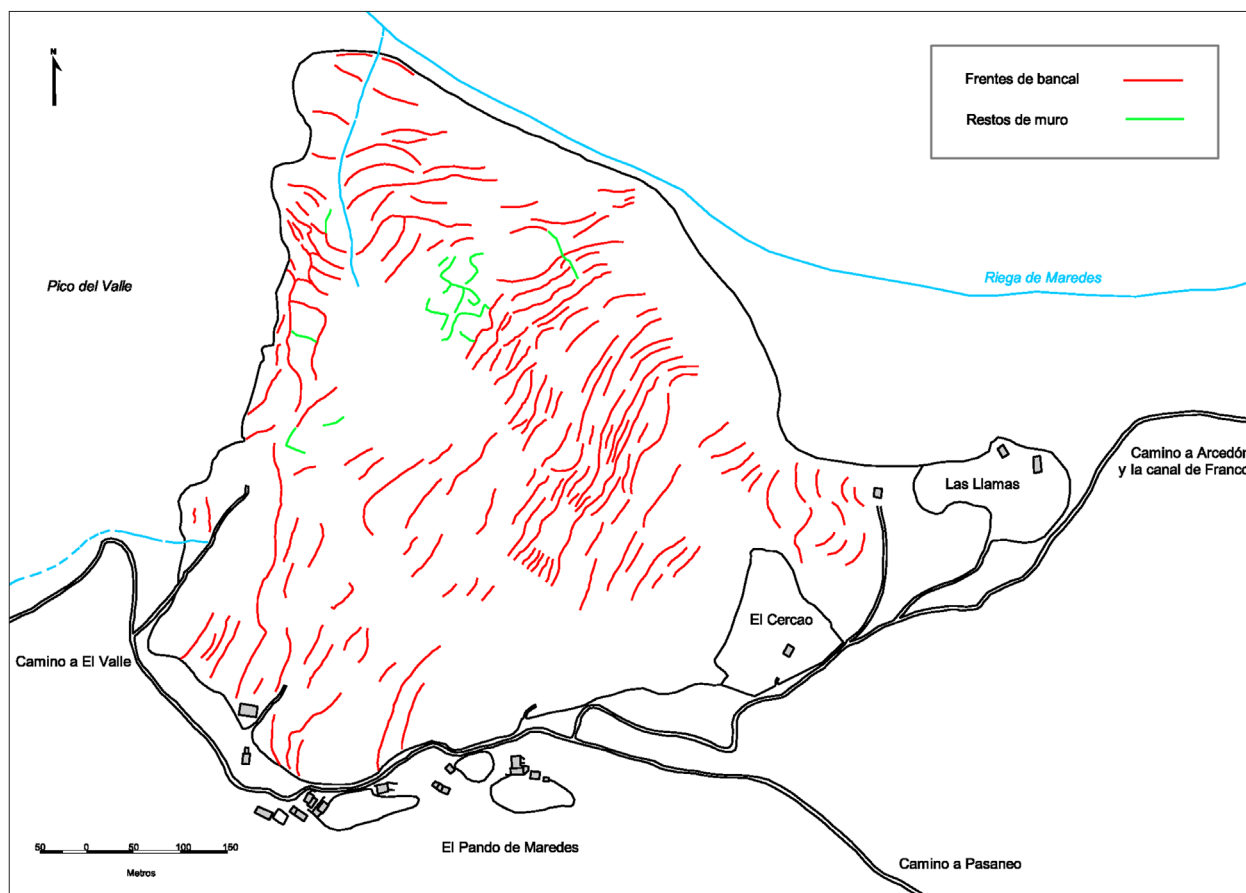 N
Frentes de bancal
Restos de muro
Pico del Valle
Riega de Maredes
Camino a Arcedón
y la canal de Franco
Las Llamas
El Cercao
Camino a El Valle
El Pando de Maredes
Camino a Pasaneo
50 0 50 100 150
Metros